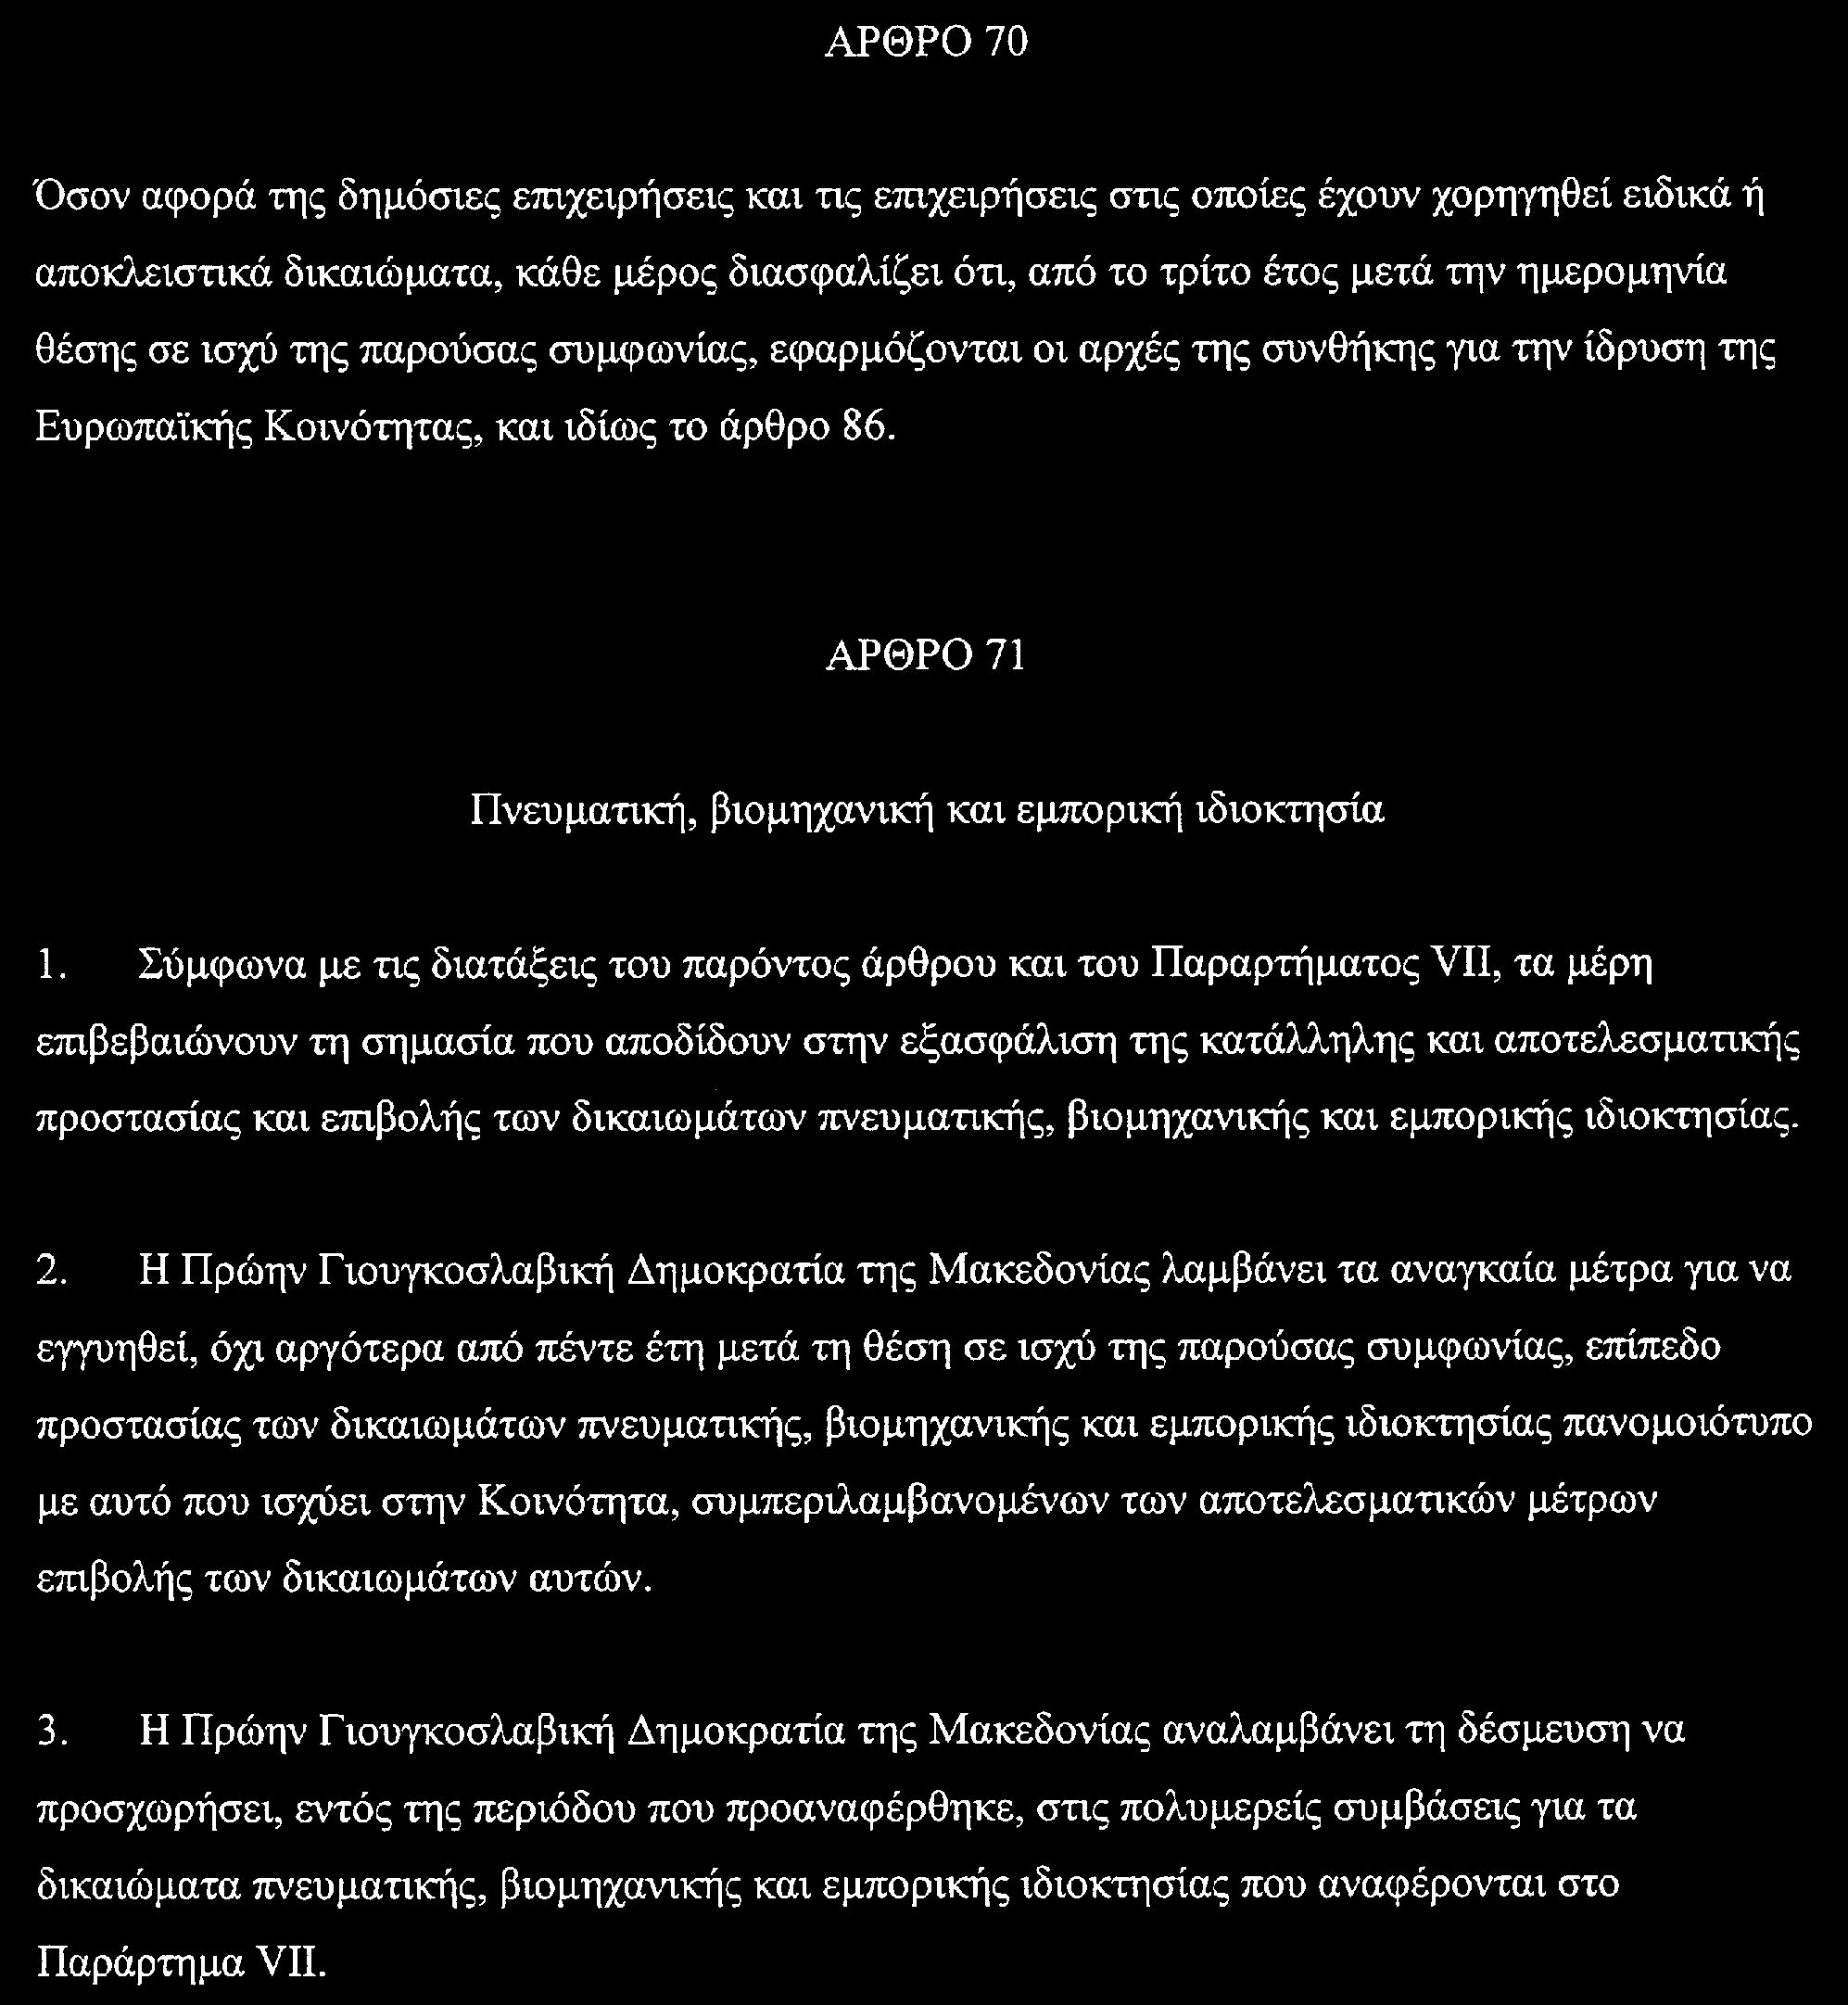 ΑΡΘΡΟ 70
Όσον αφορά της δημόσιες επιχειρήσεις και τις επιχειρήσεις στις οποίες έχουν χορηγηθεί ειδικά ή
αποκλειστικά δικαιώματα, κάθε μέρος διασφαλίζει ότι, από το τρίτο έτος μετά την ημερομηνία
θέσης σε ισχύ της παρούσας συμφωνίας, εφαρμόζονται οι αρχές της συνθήκης για την ίδρυση της
Ευρωπαϊκής Κοινότητας, και ιδίως το άρθρο 86.
ΑΡΘΡΟ 71
Πνευματική, βιομηχανική και εμπορική ιδιοκτησία
1. Σύμφωνα με τις διατάξεις του παρόντος άρθρου και του Παραρτήματος VII, τα μέρη
επιβεβαιώνουν τη σημασία που αποδίδουν στην εξασφάλιση της κατάλληλης και αποτελεσματικής
προστασίας και επιβολής των δικαιωμάτων πνευματικής, βιομηχανικής και εμπορικής ιδιοκτησίας.
2. Η Πρώην Γιουγκοσλαβική Δημοκρατία της Μακεδονίας λαμβάνει τα αναγκαία μέτρα για να
εγγυηθεί, όχι αργότερα από πέντε έτη μετά τη θέση σε ισχύ της παρούσας συμφωνίας, επίπεδο
προστασίας των δικαιωμάτων πνευματικής, βιομηχανικής και εμπορικής ιδιοκτησίας πανομοιότυπο
με αυτό που ισχύει στην Κοινότητα, συμπεριλαμβανομένων των αποτελεσματικών μέτρων
επιβολής των δικαιωμάτων αυτών.
3. Η Πρώην Γιουγκοσλαβική Δημοκρατία της Μακεδονίας αναλαμβάνει τη δέσμευση να
προσχωρήσει, εντός της περιόδου που προαναφέρθηκε, στις πολυμερείς συμβάσεις για τα
δικαιώματα πνευματικής, βιομηχανικής και εμπορικής ιδιοκτησίας που αναφέρονται στο
Παράρτημα VII.